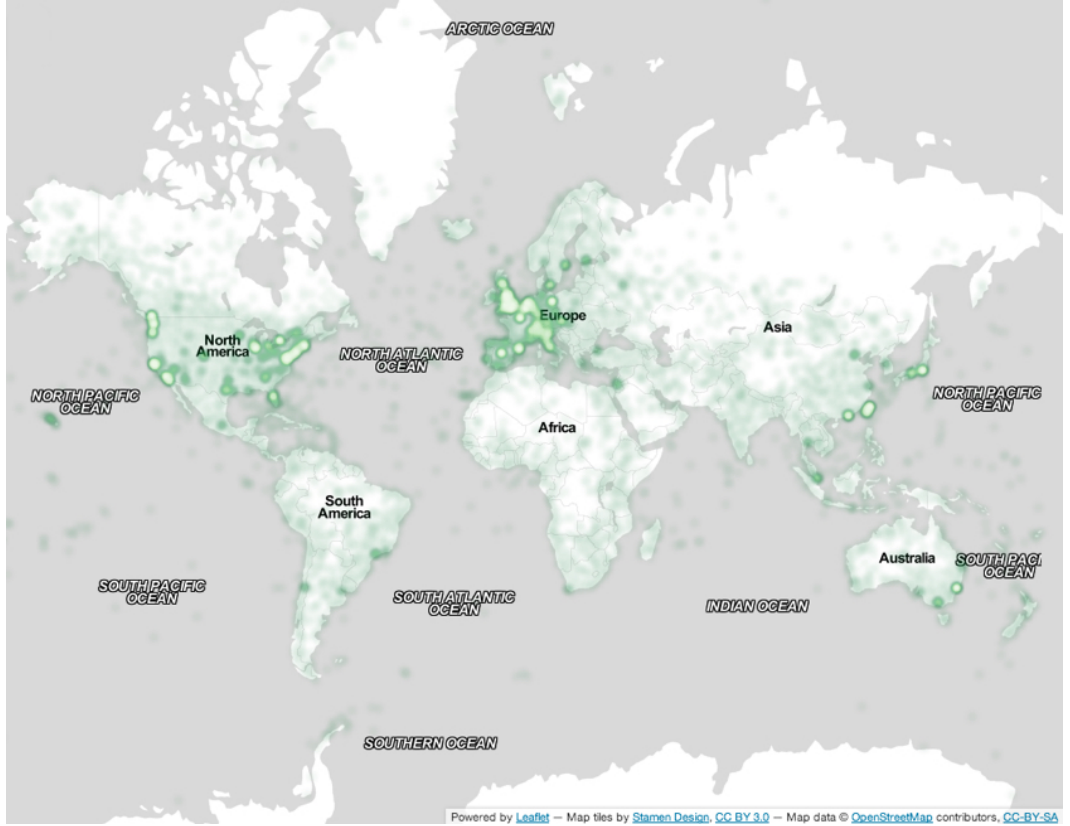 ARCTIC OCEAN
Europe
North
America
Asia
NORTH ATLANTIC
OCEAN
NORTH PACIFIC
OCEAN
NORTH PACIFIC
OCEAN
Africa
South
America
Australia
SOUTH PACI
OCEAN
SOUTH PACIFIC
OCEAN
SOUTH ATLANTIC
OCEAN
INDIAN OCEAN
SOUTHERN OCEAN
Powered by Leaflet — Map tiles by Stamen Design, CC BY 3.0 — Map data © OpenStreetMap contributors, CC-BY-SA